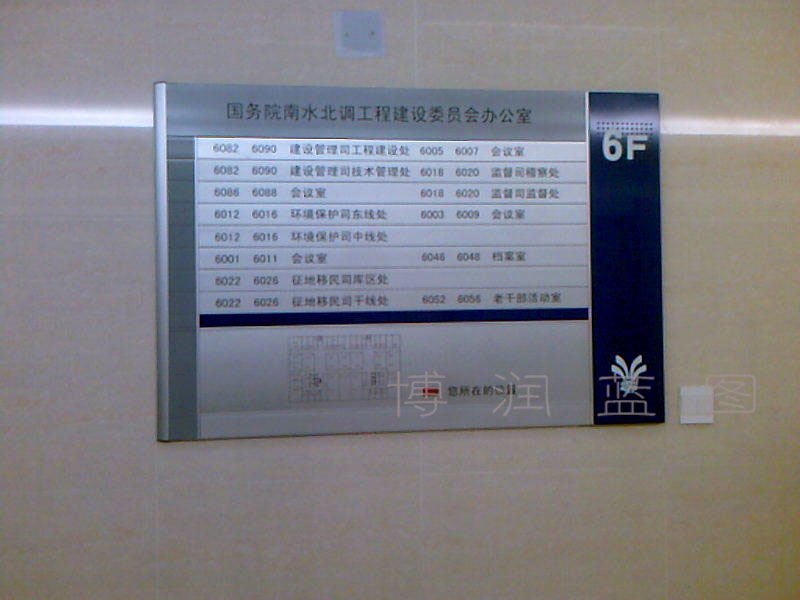 国务院南水北调工程建设委员会办公室
6F
6082 6090 建设管理司工程建设处 6005 6007 会议室
6082 6090 建设管理司技术管理处 6018 6020 监督司稽察处
6086 6088 会议室 6018 6020 监督司监督处
6012 6016 环境保护司东线处 6003 6009 会议室
6012 6016 环境保护司中线处
6001 6011 会议室 6046 6048 档案室
6022 6026 征地移民司库区处
6022 6026 征地移民司干线处 6052 6056 老干部活动室
您所在的位置
博润蓝图